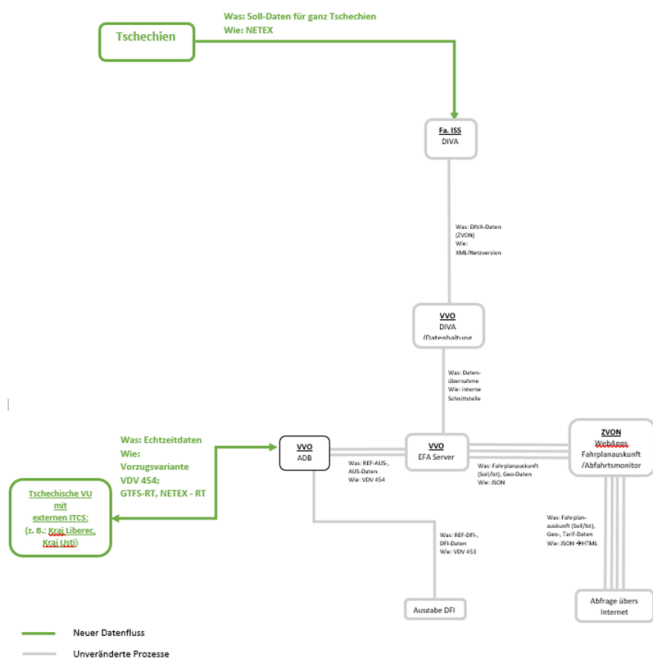 Was: Soll-Daten für ganz Tschechien
Wie: NETEX
Tschechien
Fa. ISS
DIVA
Was: DIVA-Daten
(ZVON)
Wie:
XML/Netzversion
VVO
DIVA
/Datenhaltung
Was: Daten-
übernahme
Wie: Interne
Schnittstelle
Was: Echtzeitdaten
Wie:
Vorzugsvariante
VDV 454;
GTFS-RT, NETEX - RT
VVO
ADB
Was: REF-AUS-,
AUS-Daten
Wie: VDV 454
VVO
EFA Server
Was: Fahrplanauskunft
(Soll/Ist), Geo-Daten
Wie: JSON
ZVON
WebApps
Fahrplanauskunft
/Abfahrtsmonitor
Tschechische VU
mit
externen ITCS;
(z. B.: Kraj Liberec,
Kraj Usti)
Was: REF-DFI-,
DFI-Daten
Wie: VDV 453
Was: Fahrplan-
auskunft (Soll/Ist),
Geo-, Tarif-Daten
Wie: JSON →HTML
Ausgabe DFI
Abfrage übers
Internet
Neuer Datenfluss
Unveränderte Prozesse